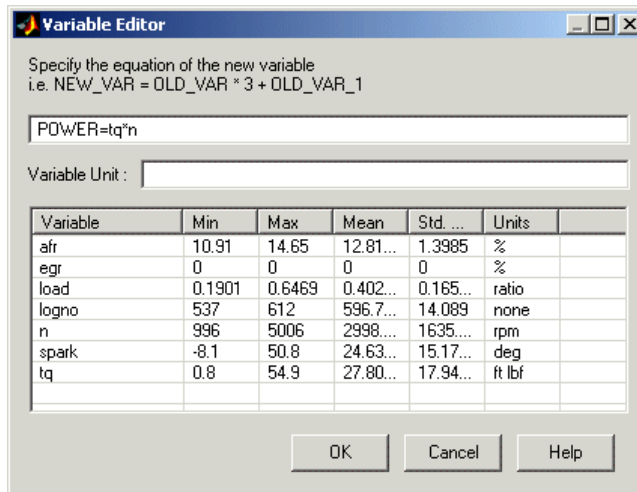 Variable Editor
Specify the equation of the new variable
i.e. NEW_VAR = OLD_VAR * 3 + OLD_VAR_1
POWER=tq*n
Variable Unit :
Variable Min Max Mean Std. ... Units
afr 10.91 14.65 12.81... 1.3985 %
egr 0 0 0 0 %
load 0.1901 0.6469 0.402... 0.165... ratio
logno 537 612 596.7... 14.089 none
n 996 5006 2998.... 1635.... rpm
spark -8.1 50.8 24.63... 15.17... deg
tq 0.8 54.9 27.80... 17.94... ft lbf
OK Cancel Help